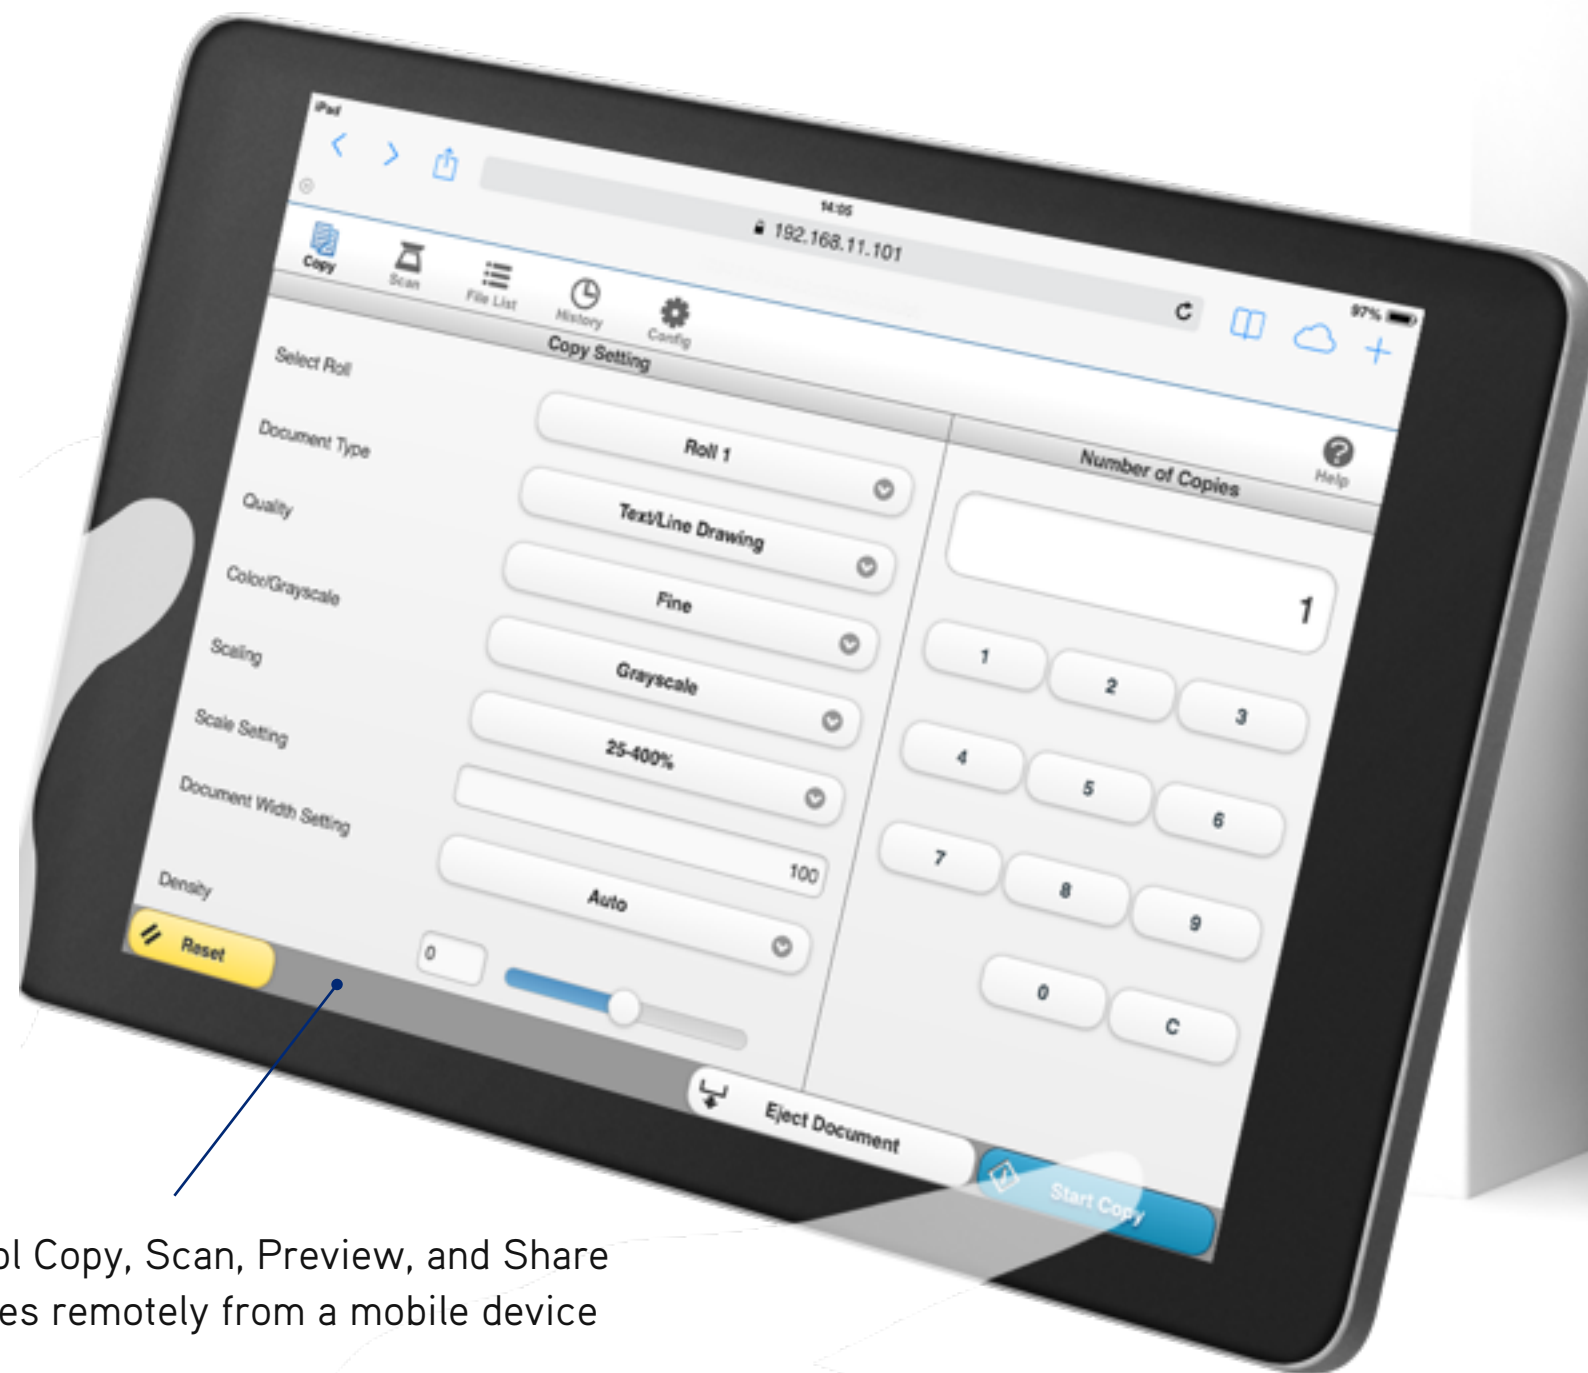 iPad
14:05
97%
192.168.11.101
Copy
Scan
File List
History
Config
Help
Copy Setting
Number of Copies
Select Roll
Roll 1
Document Type
Text/Line Drawing
Quality
Fine
Color/Grayscale
Grayscale
Scaling
25-400%
Scale Setting
100
Document Width Setting
Auto
Density
0
1
1 2 3
4 5 6
7 8 9
0 C
Reset
Eject Document
Start Copy
Copy, Scan, Preview, and Share
remotely from a mobile device